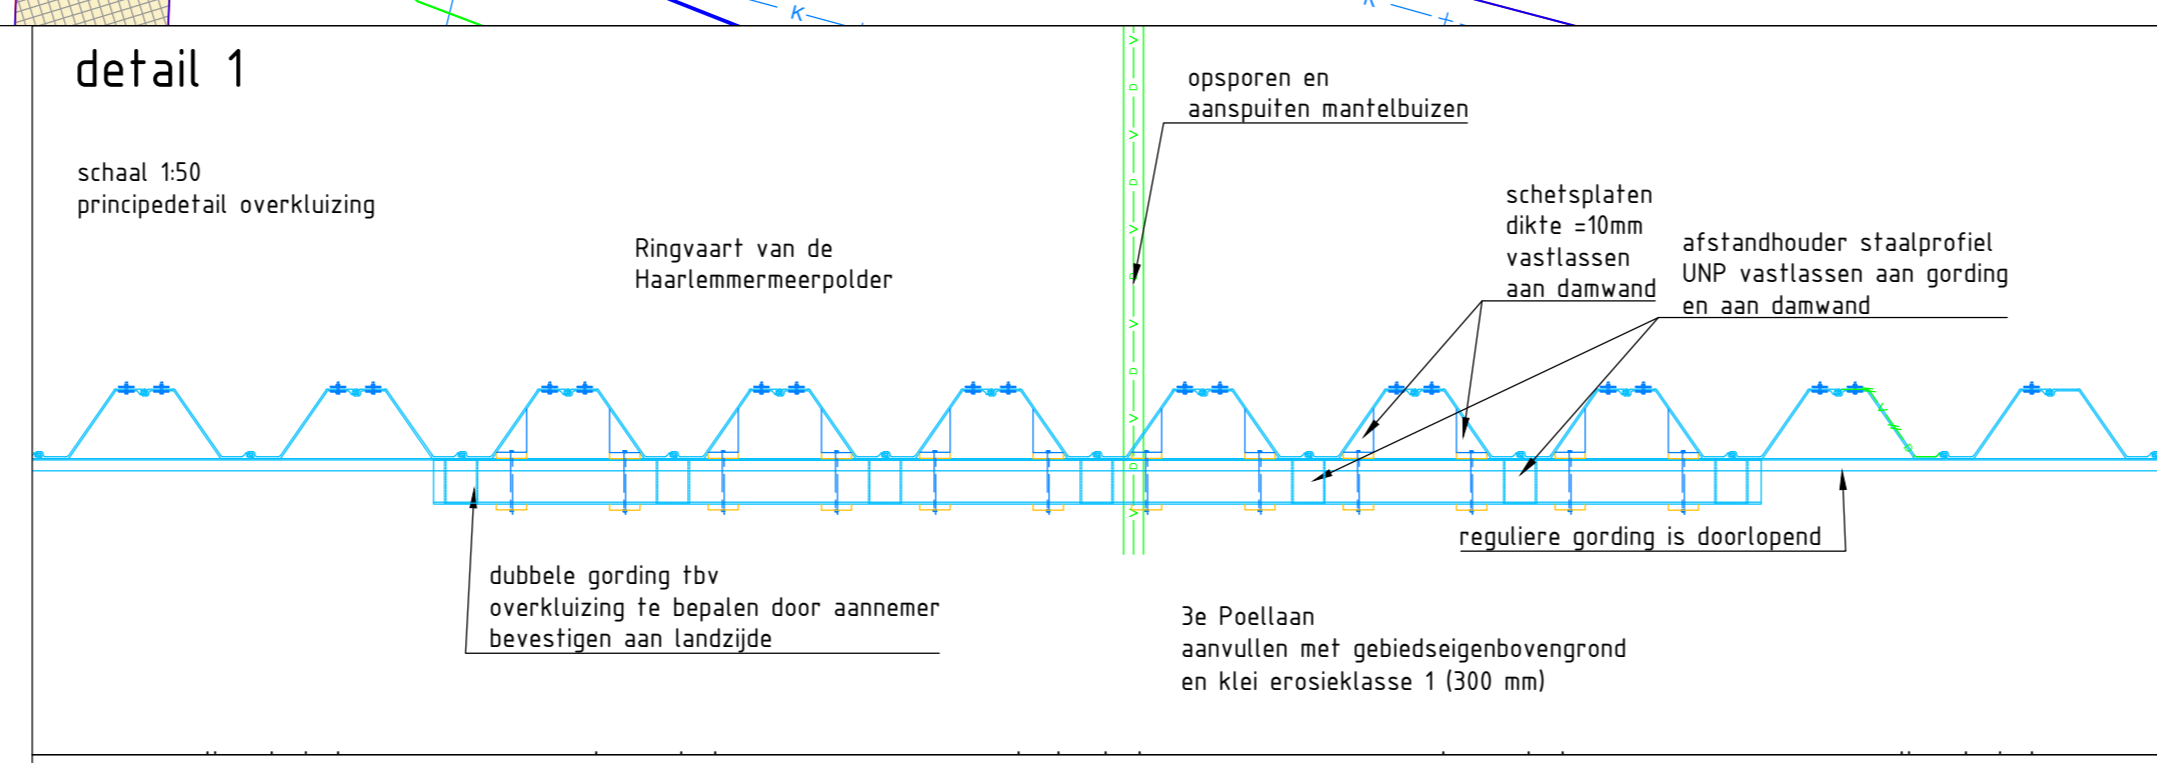 K
K
detail 1
schaal 1:50
principedetail overkluizing
Ringvaart van de
Haarlemmermeerpolder
opsporen en
aanspuiten mantelbuizen
schetsplaten
dikte =10mm
vastlassen
aan damwand
afstandhouder staalprofiel
UNP vastlassen aan gording
en aan damwand
V
D
V
D
V
D
V
D
V
D
V
reguliere gording is doorlopend
dubbele gording tbv
overkluizing te bepalen door aannemer
bevestigen aan landzijde
3e Poellaan
aanvullen met gebiedseigenbovengrond
en klei erosieklasse 1 (300 mm)